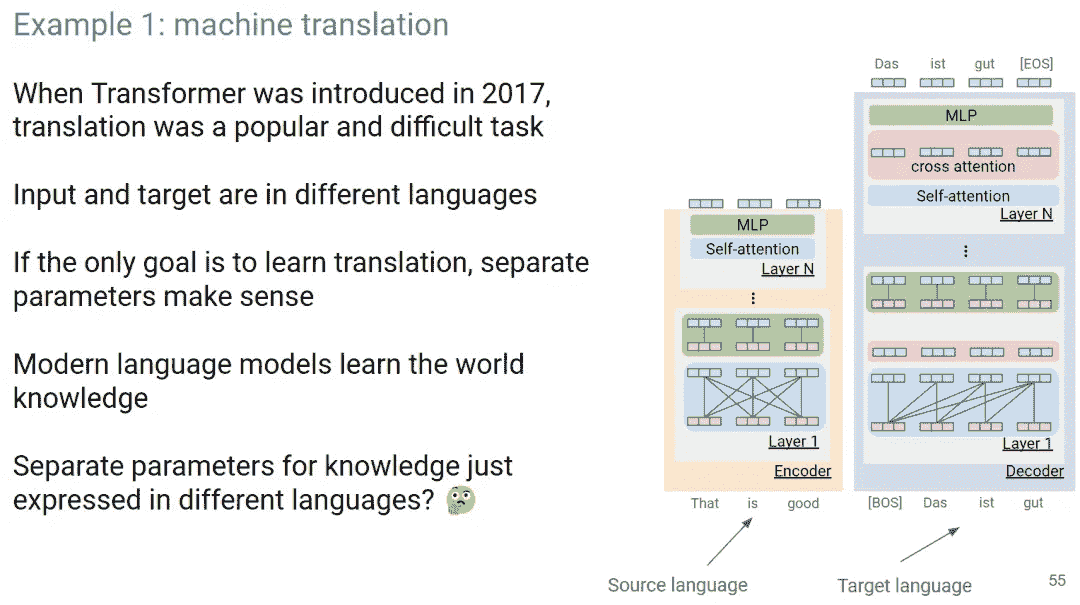 Example 1: machine translation
When Transformer was introduced in 2017,
translation was a popular and difficult task
Input and target are in different languages
If the only goal is to learn translation, separate
parameters make sense
Modern language models learn the world
knowledge
Separate parameters for knowledge just
expressed in different languages? 🤔
MLP
Self-attention
Layer N
⋮
Layer 1
Encoder
That is good
Source language
Das ist gut [EOS]
MLP
cross attention
Self-attention
Layer N
⋮
Layer 1
Decoder
[BOS] Das ist gut
Target language
55